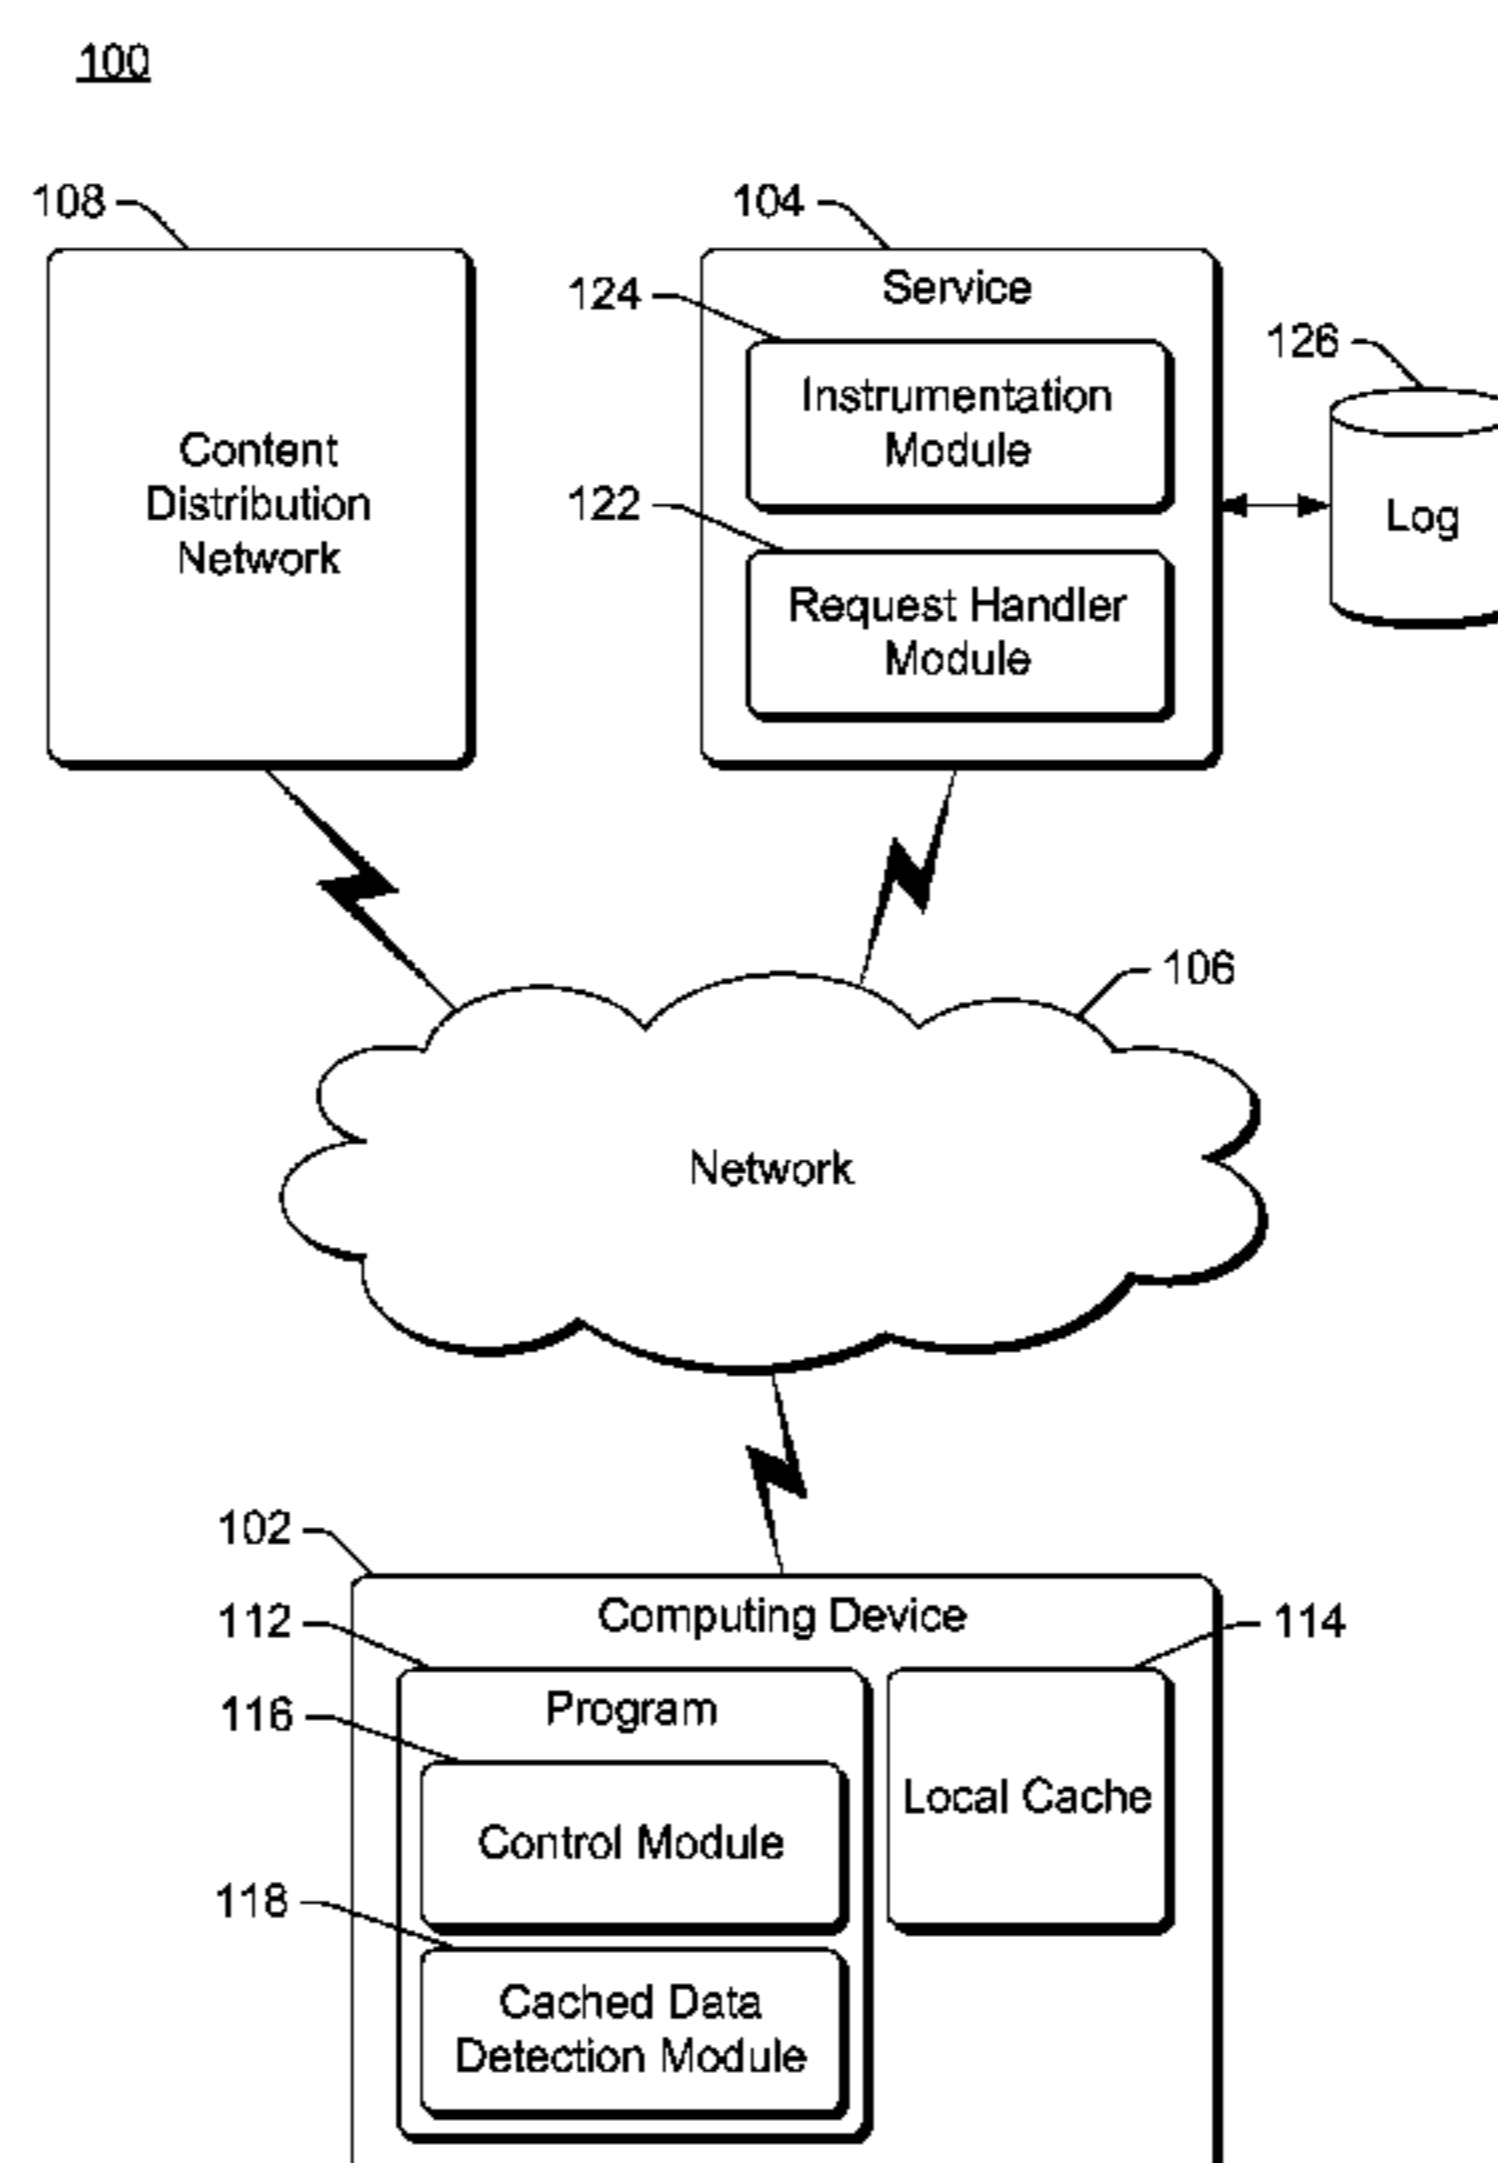 100
108
104
Service
124
126
Instrumentation
Module
Content
Distribution
Network
122
Log
Request Handler
Module
106
Network
102
Computing Device
112
114
Program
116
Local Cache
Control Module
118
Cached Data
Detection Module